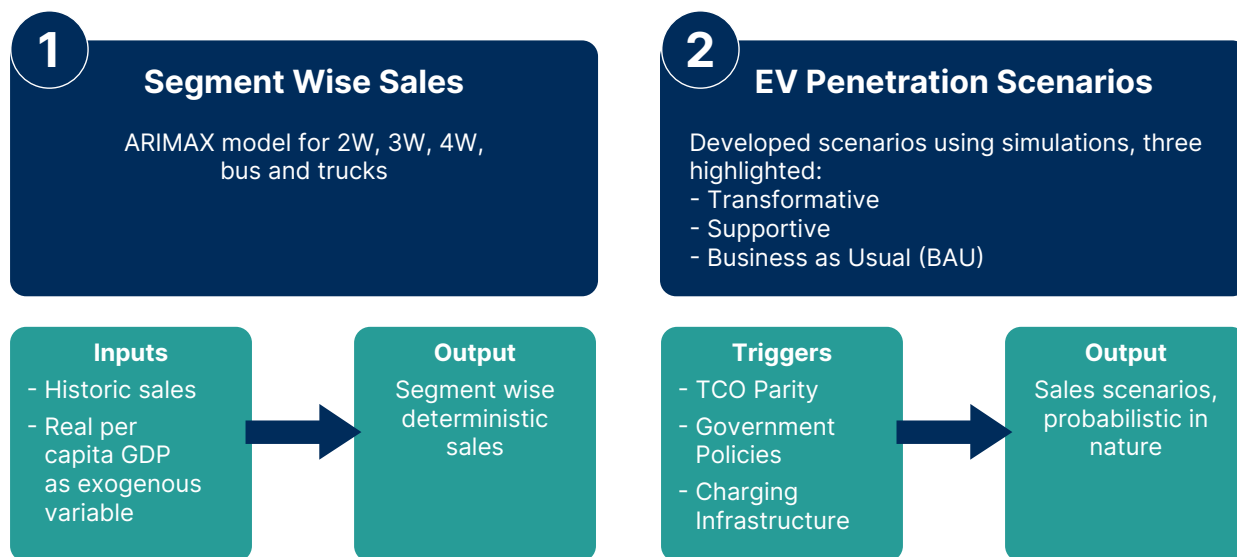 1
Segment Wise Sales
ARIMAX model for 2W, 3W, 4W,
bus and trucks
Inputs
- Historic sales
- Real per
capita GDP
as exogenous
variable
Output
Segment wise
deterministic
sales
2
EV Penetration Scenarios
Developed scenarios using simulations, three
highlighted:
- Transformative
- Supportive
- Business as Usual (BAU)
Triggers
- TCO Parity
- Government
Policies
- Charging
Infrastructure
Output
Sales scenarios,
probabilistic in
nature